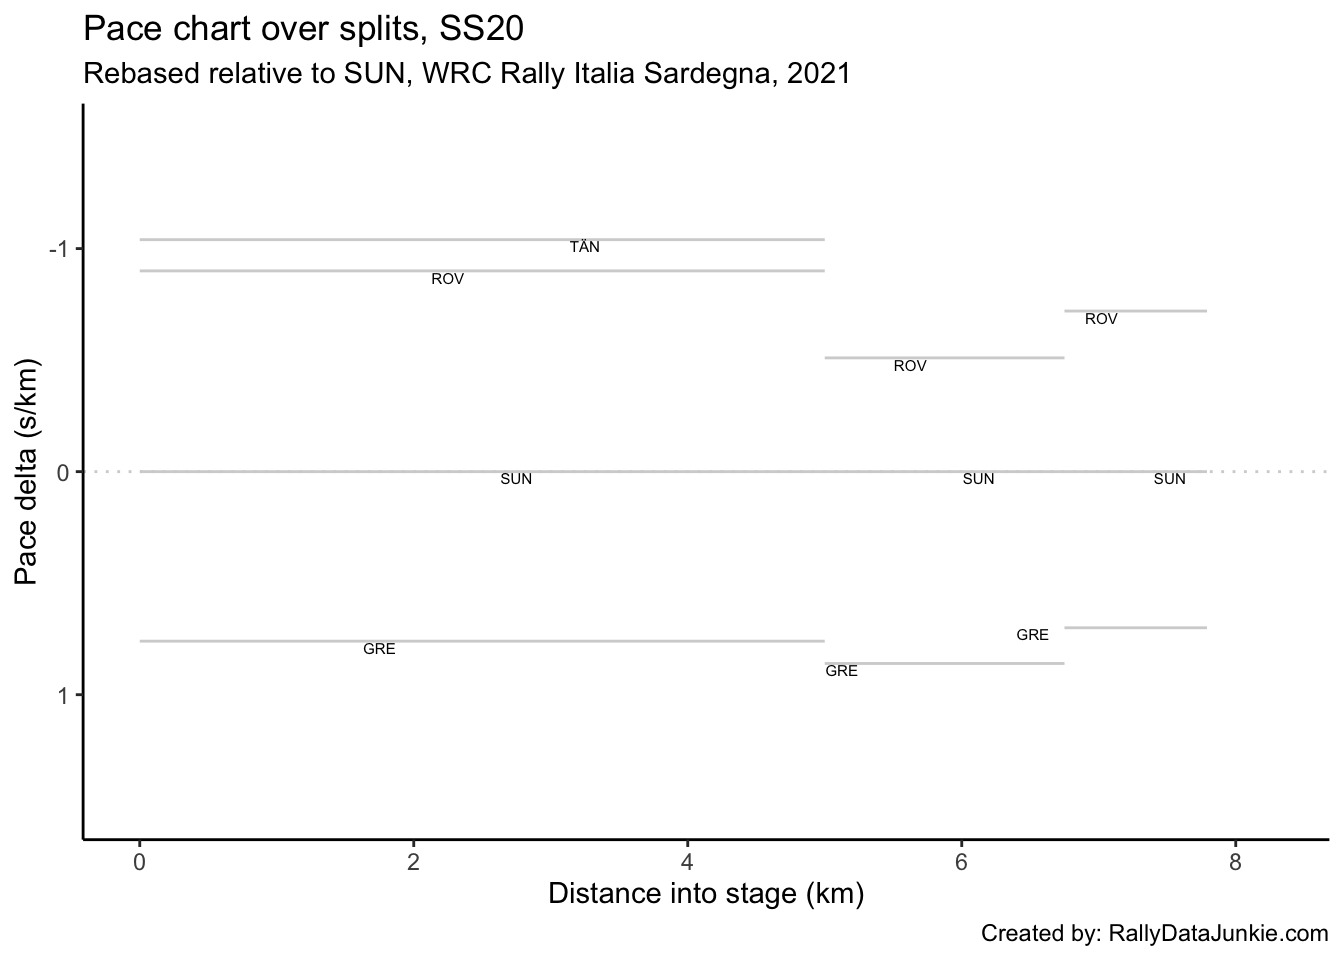 Pace chart over splits, SS20
Rebased relative to SUN, WRC Rally Italia Sardegna, 2021
Pace delta (s/km)
-1
0
1
TÄN
ROV
ROV
ROV
SUN
SUN
SUN
GRE
GRE
GRE
0
2
4
6
8
Distance into stage (km)
Created by: RallyDataJunkie.com